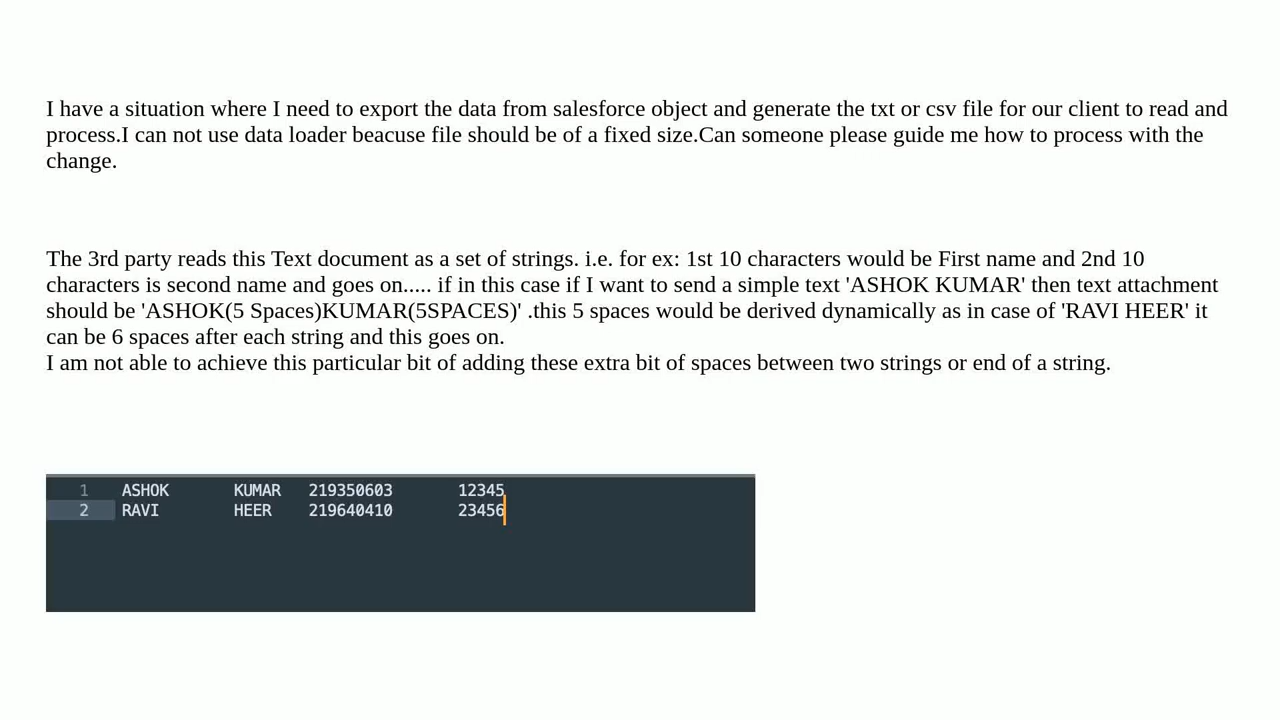 I have a situation where I need to export the data from salesforce object and generate the txt or csv file for our client to read and
process.I can not use data loader beacuse file should be of a fixed size.Can someone please guide me how to process with the
change.
The 3rd party reads this Text document as a set of strings. i.e. for ex: 1st 10 characters would be First name and 2nd 10
characters is second name and goes on..... if in this case if I want to send a simple text 'ASHOK KUMAR' then text attachment
should be 'ASHOK(5 Spaces)KUMAR(5SPACES)' .this 5 spaces would be derived dynamically as in case of 'RAVI HEER' it
can be 6 spaces after each string and this goes on.
I am not able to achieve this particular bit of adding these extra bit of spaces between two strings or end of a string.
1 ASHOK       KUMAR   219350603       12345
2 RAVI        HEER    219640410       23456